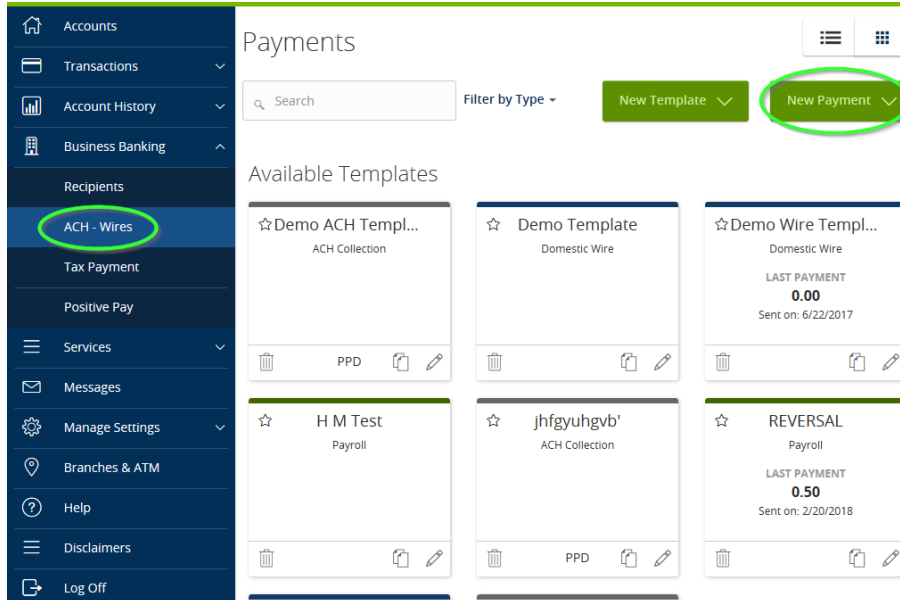 Accounts
Transactions
Account History
Business Banking
Recipients
ACH - Wires
Tax Payment
Positive Pay
Services
Messages
Manage Settings
Branches & ATM
Help
Disclaimers
Log Off
Payments
Search
Filter by Type
New Template
New Payment
Available Templates
Demo ACH Templ...
ACH Collection
PPD
Demo Template
Domestic Wire
Demo Wire Templ...
Domestic Wire
LAST PAYMENT
0.00
Sent on: 6/22/2017
H M Test
Payroll
jhfgyuhgvb'
ACH Collection
PPD
REVERSAL
Payroll
LAST PAYMENT
0.50
Sent on: 2/20/2018